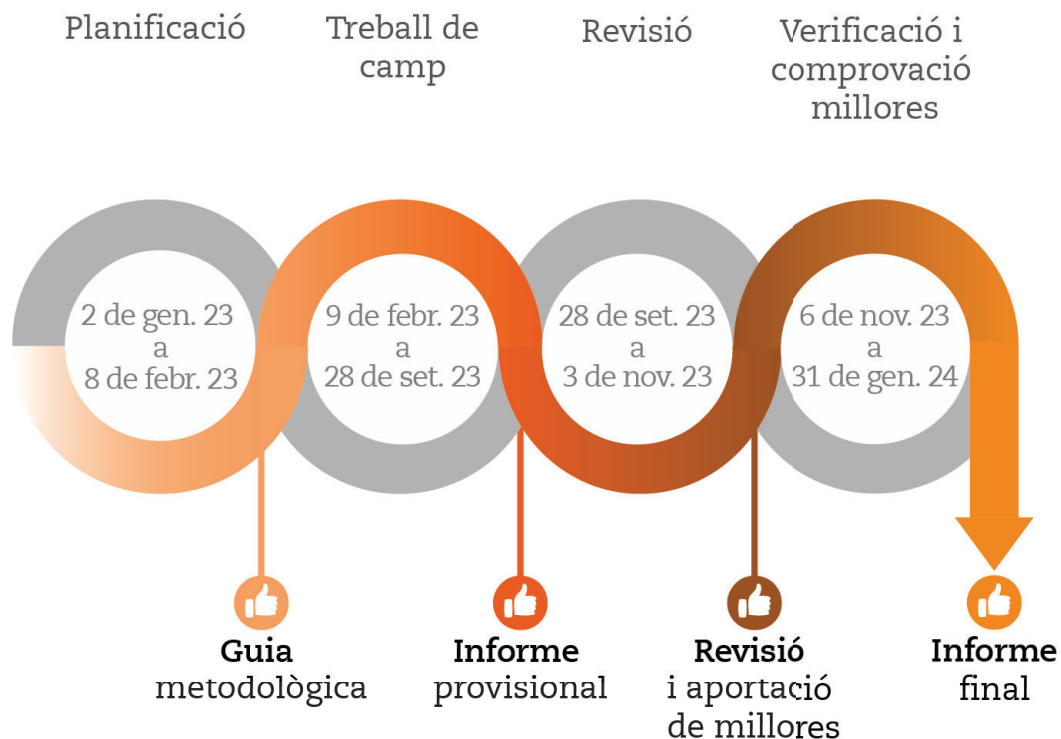 Planificació
Treball de
camp
Revisió
Verificació i
comprovació
millores
2 de gen. 23
a
8 de febr. 23
9 de febr. 23
a
28 de set. 23
28 de set. 23
a
3 de nov. 23
6 de nov. 23
a
31 de gen. 24
Guia
metodològica
Informe
provisional
Revisió
i aportació
de millores
Informe
final